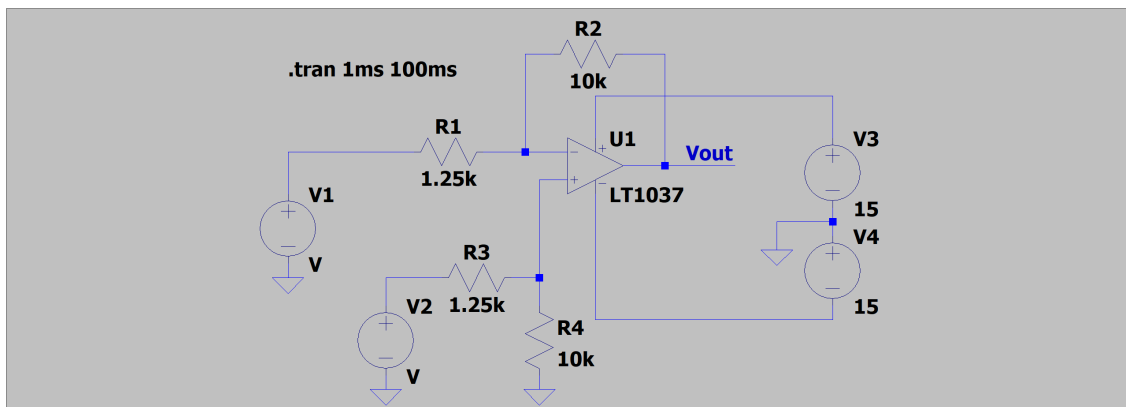 R2
.tran 1ms 100ms
10k
R1
U1
V3
Vout
1.25k
LT1037
V1
15
V4
R3
V
V2
1.25k
15
R4
10k
V